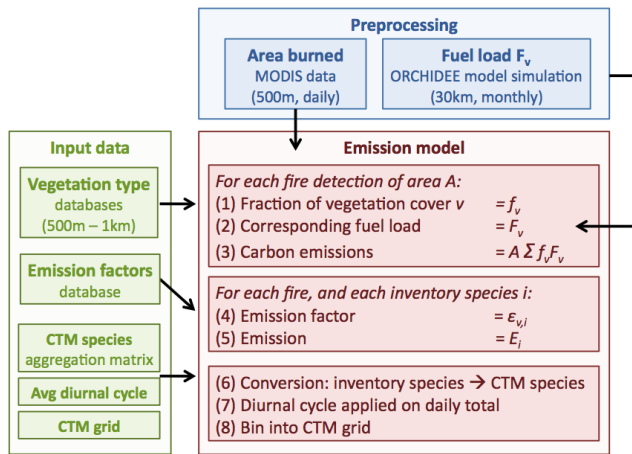 Preprocessing
Area burned
MODIS data
(500m, daily)
Fuel load Fv
ORCHIDEE model simulation
(30km, monthly)
Input data
Vegetation type
databases
(500m – 1km)
Emission factors
database
CTM species
aggregation matrix
Avg diurnal cycle
CTM grid
Emission model
For each fire detection of area A:
(1) Fraction of vegetation cover v = fv
(2) Corresponding fuel load = Fv
(3) Carbon emissions = A Σ fvFv
For each fire, and each inventory species i:
(4) Emission factor = εv,i
(5) Emission = Ei
(6) Conversion: inventory species → CTM species
(7) Diurnal cycle applied on daily total
(8) Bin into CTM grid